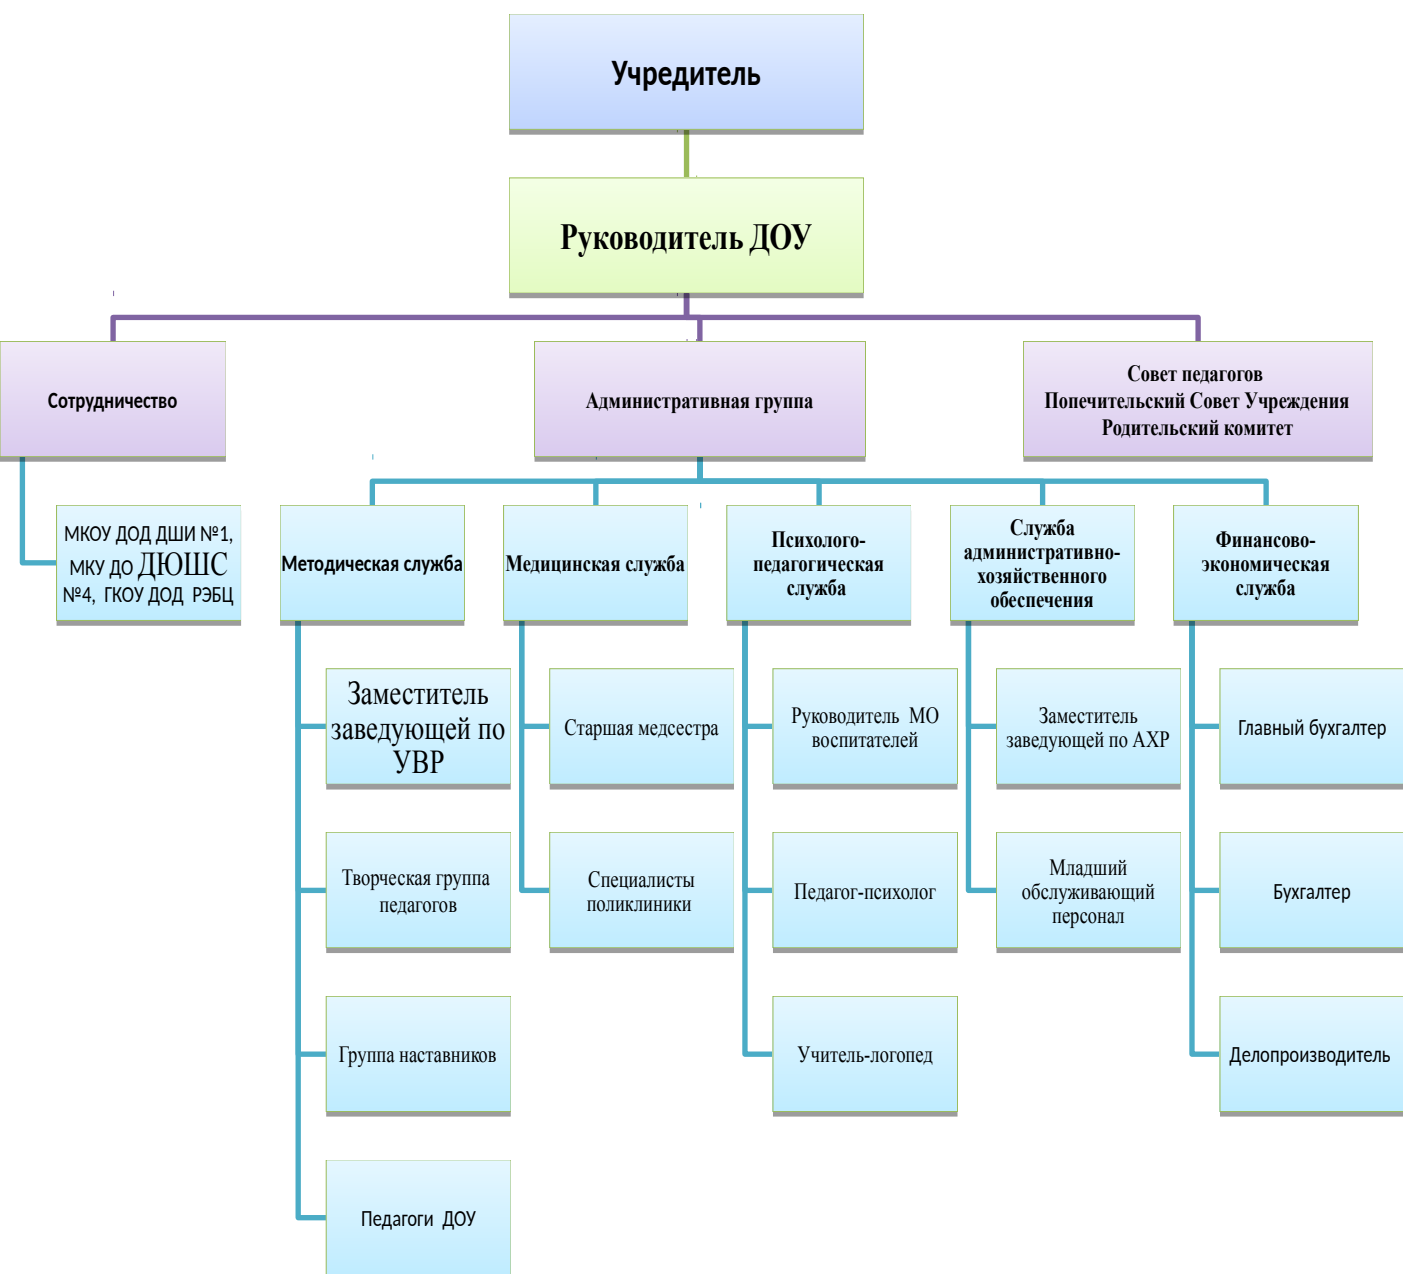 Учредитель
Руководитель ДОУ
Сотрудничество
Административная группа
Совет педагогов
Попечительский Совет Учреждения
Родительский комитет
МКОУ ДОД ДШИ №1,
МКУ ДО ДЮШС
№4, ГКОУ ДОД РЭБЦ
Методическая служба
Медицинская служба
Психолого-
педагогическая
служба
Служба
административно-
хозяйственного
обеспечения
Финансово-
экономическая
служба
Заместитель
заведующей по
УВР
Старшая медсестра
Руководитель МО
воспитателей
Заместитель
заведующей по АХР
Главный бухгалтер
Творческая группа
педагогов
Специалисты
поликлиники
Педагог-психолог
Младший
обслуживающий
персонал
Бухгалтер
Группа наставников
Учитель-логопед
Делопроизводитель
Педагоги ДОУ